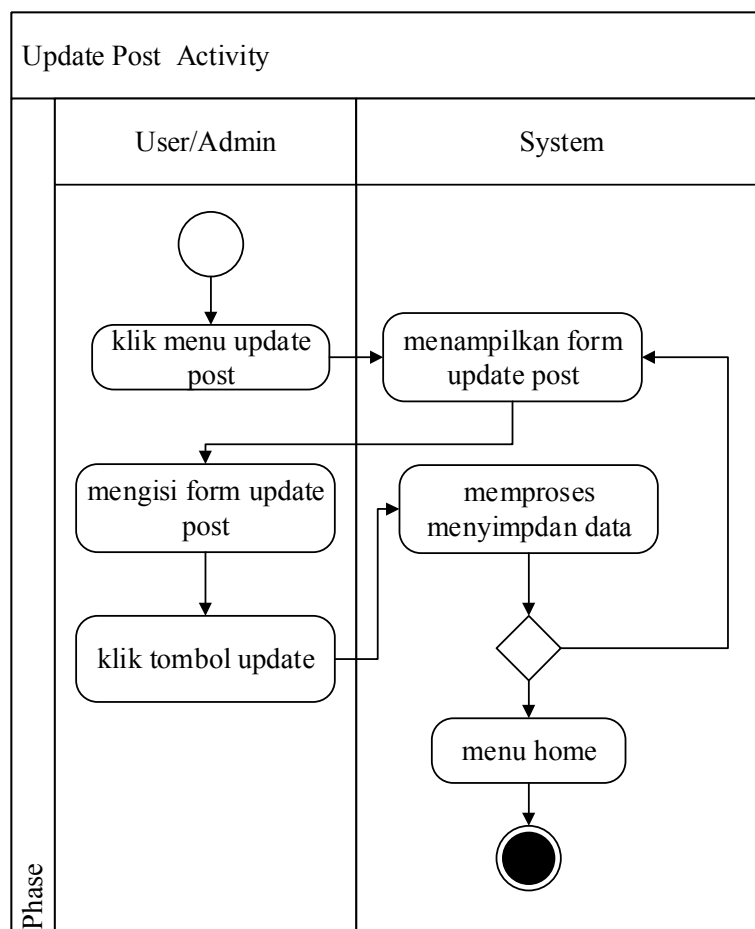 Update Post  Activity
User/Admin
System
klik menu update
post
menampilkan form
update post
mengisi form update
post
klik tombol update
memproses
menyimpdan data
menu home
Phase